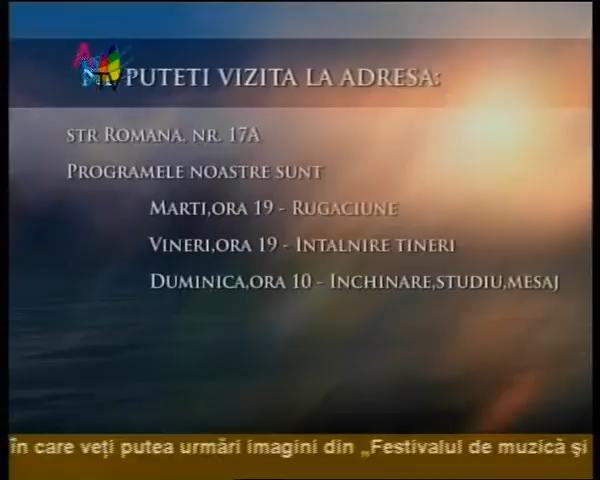 PUTETI VIZITA LA ADRESA:
STR ROMANA, NR. 17A
PROGRAMELE NOASTRE SUNT
MARTI,ORA 19 - RUGACIUNE
VINERI,ORA 19 - INTALNIRE TINERI
DUMINICA,ORA 10 - INCHINARE,STUDIU,MESAJ
în care veți putea urmări imagini din „Festivalul de muzică și